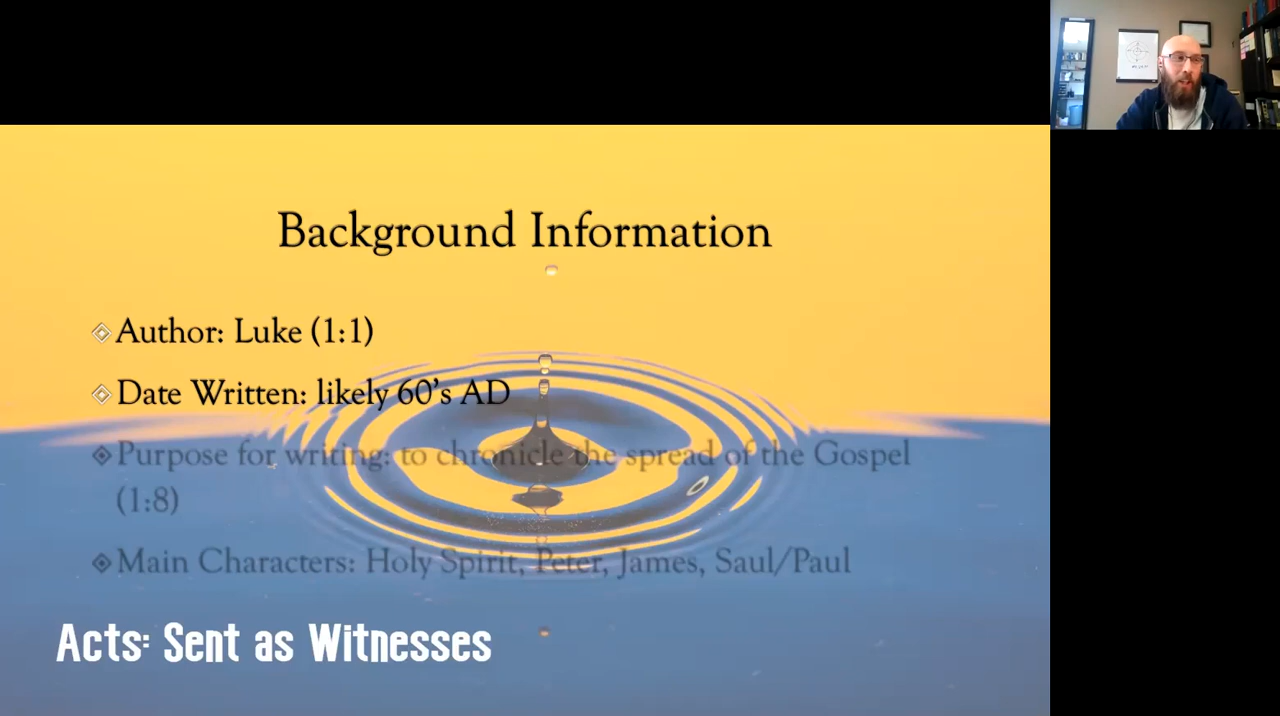 Background Information
Author: Luke (1:1)
Date Written: likely 60’s AD
Purpose for writing: to chronicle the spread of the Gospel
(1:8)
Main Characters: Holy Spirit, Peter, James, Saul/Paul
Acts: Sent as Witnesses